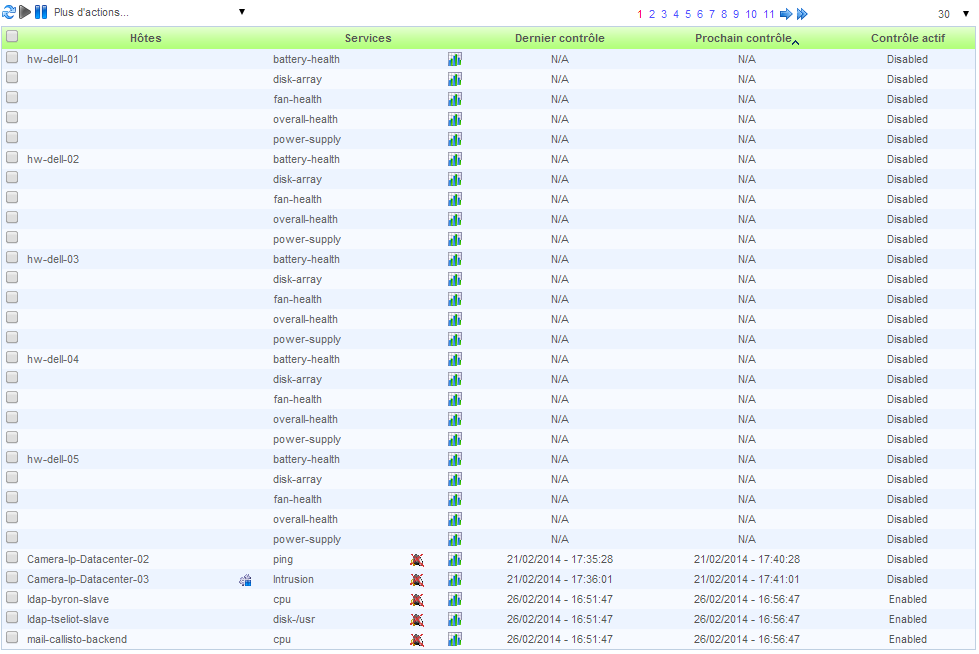 Plus d'actions... 1 2 3 4 5 6 7 8 9 10 11 30
Hôtes Services Dernier contrôle Prochain contrôle Contrôle actif
hw-dell-01 battery-health N/A N/A Disabled
disk-array N/A N/A Disabled
fan-health N/A N/A Disabled
overall-health N/A N/A Disabled
power-supply N/A N/A Disabled
hw-dell-02 battery-health N/A N/A Disabled
disk-array N/A N/A Disabled
fan-health N/A N/A Disabled
overall-health N/A N/A Disabled
power-supply N/A N/A Disabled
hw-dell-03 battery-health N/A N/A Disabled
disk-array N/A N/A Disabled
fan-health N/A N/A Disabled
overall-health N/A N/A Disabled
power-supply N/A N/A Disabled
hw-dell-04 battery-health N/A N/A Disabled
disk-array N/A N/A Disabled
fan-health N/A N/A Disabled
overall-health N/A N/A Disabled
power-supply N/A N/A Disabled
hw-dell-05 battery-health N/A N/A Disabled
disk-array N/A N/A Disabled
fan-health N/A N/A Disabled
overall-health N/A N/A Disabled
power-supply N/A N/A Disabled
Camera-Ip-Datacenter-02 ping 21/02/2014 - 17:35:28 21/02/2014 - 17:40:28 Disabled
Camera-Ip-Datacenter-03 Intrusion 21/02/2014 - 17:36:01 21/02/2014 - 17:41:01 Disabled
ldap-byron-slave cpu 26/02/2014 - 16:51:47 26/02/2014 - 16:56:47 Enabled
ldap-tseliot-slave disk-/usr 26/02/2014 - 16:51:47 26/02/2014 - 16:56:47 Enabled
mail-callisto-backend cpu 26/02/2014 - 16:51:47 26/02/2014 - 16:56:47 Enabled